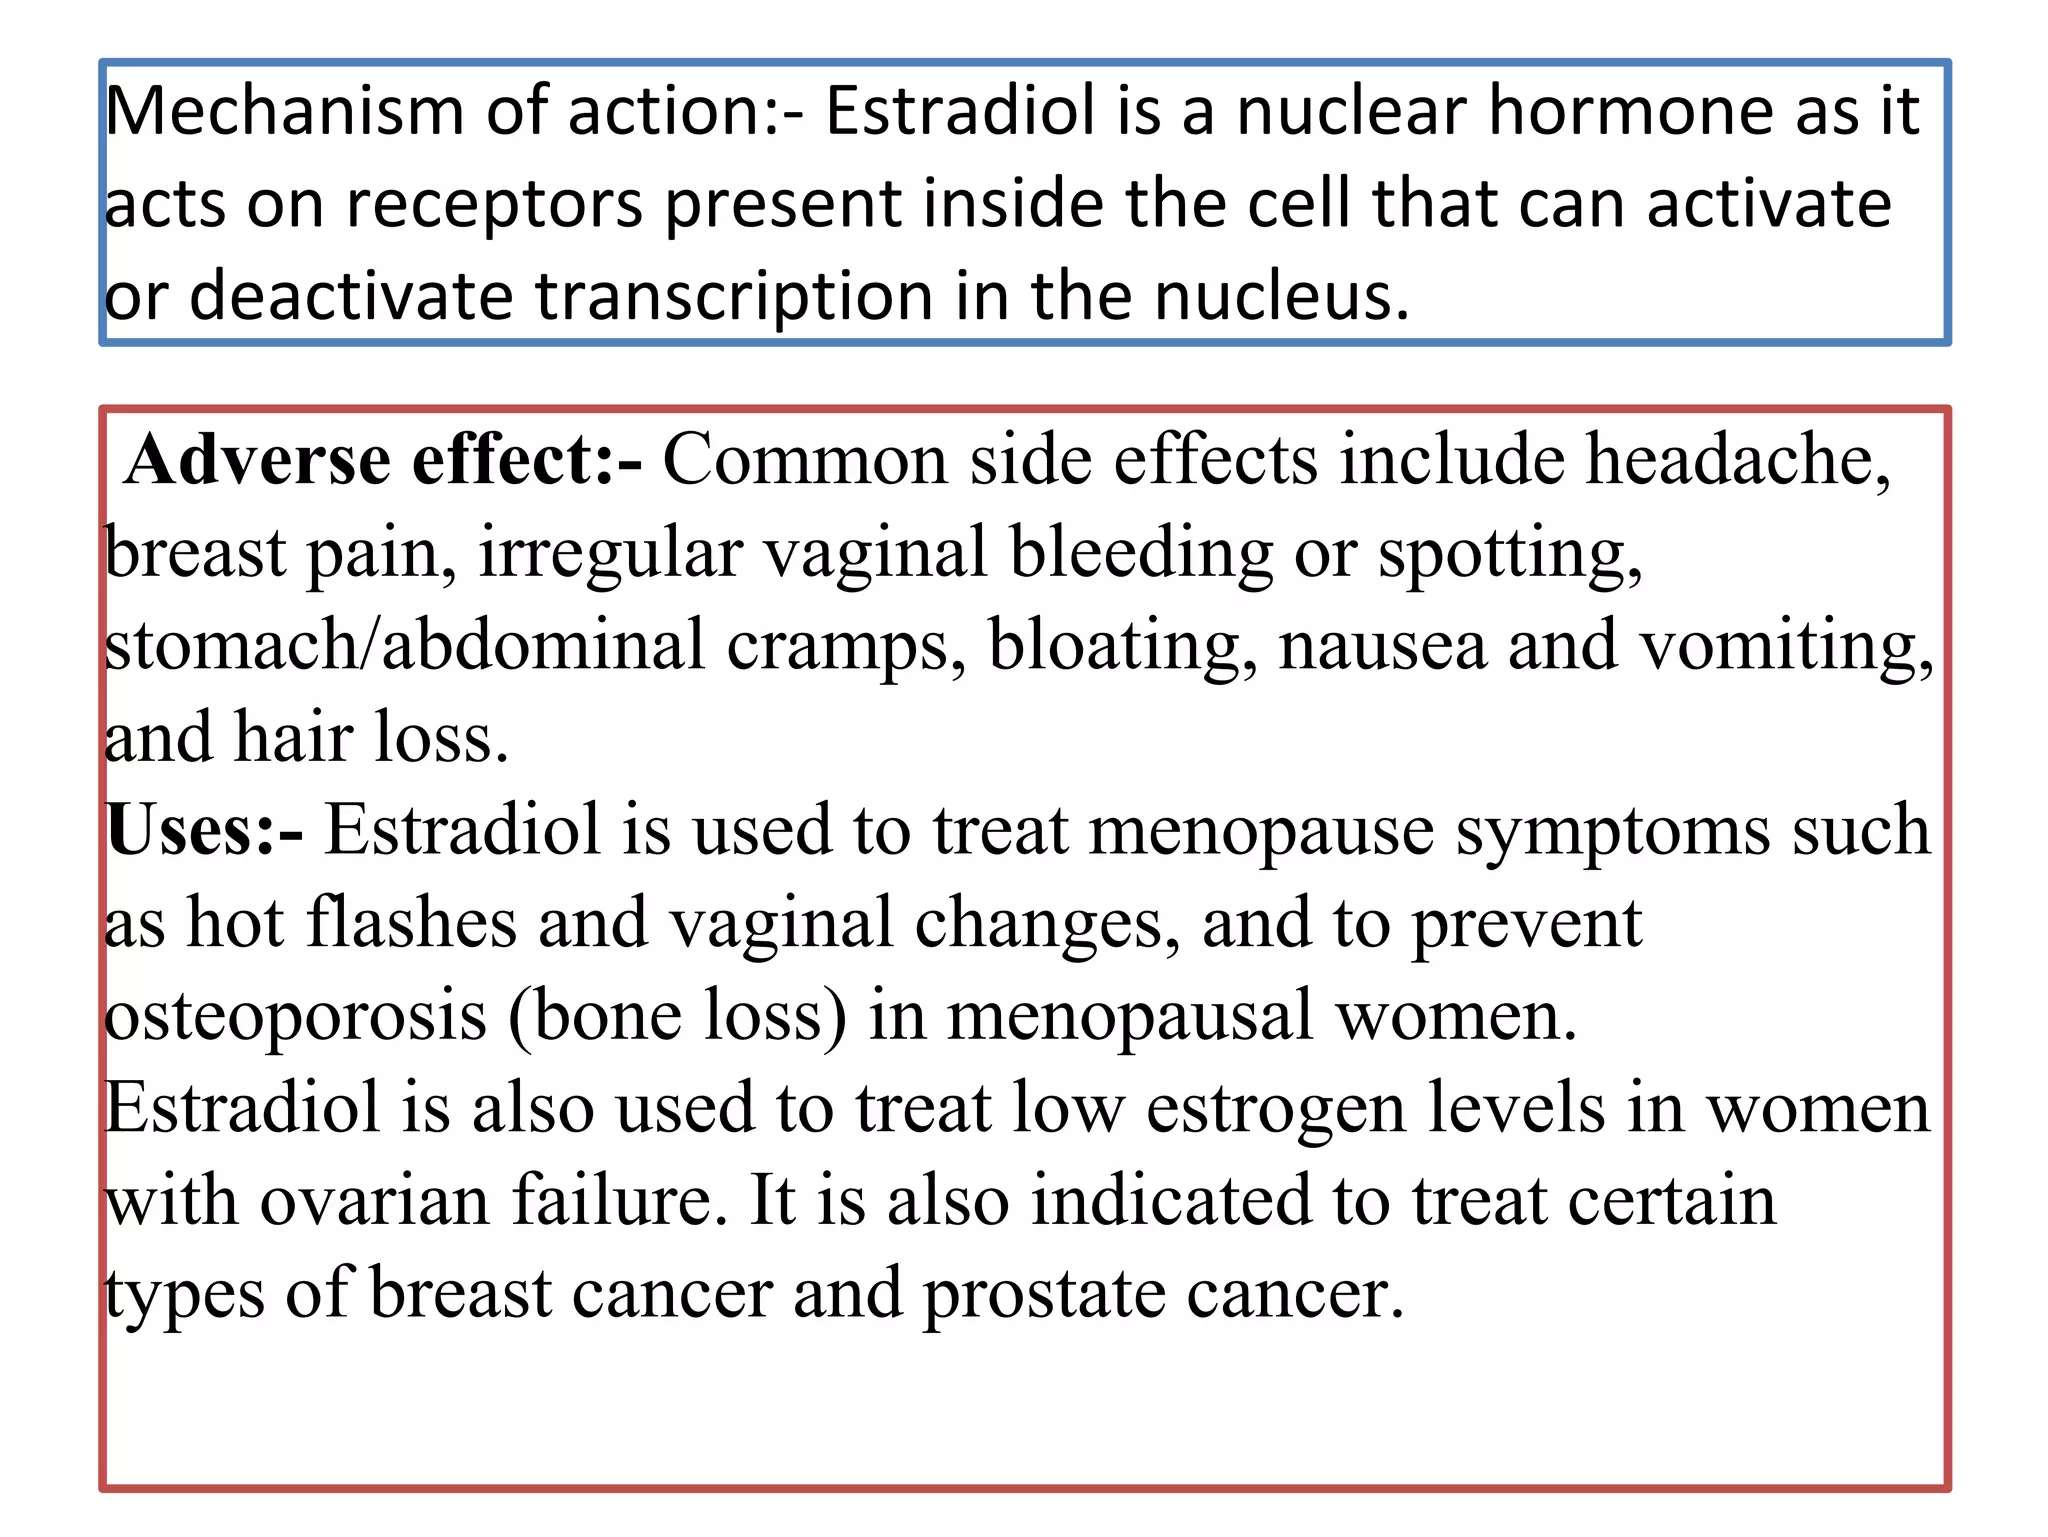 Mechanism of action:- Estradiol is a nuclear hormone as it
acts on receptors present inside the cell that can activate
or deactivate transcription in the nucleus.
Adverse effect:- Common side effects include headache,
breast pain, irregular vaginal bleeding or spotting,
stomach/abdominal cramps, bloating, nausea and vomiting,
and hair loss.
Uses:- Estradiol is used to treat menopause symptoms such
as hot flashes and vaginal changes, and to prevent
osteoporosis (bone loss) in menopausal women.
Estradiol is also used to treat low estrogen levels in women
with ovarian failure. It is also indicated to treat certain
types of breast cancer and prostate cancer.